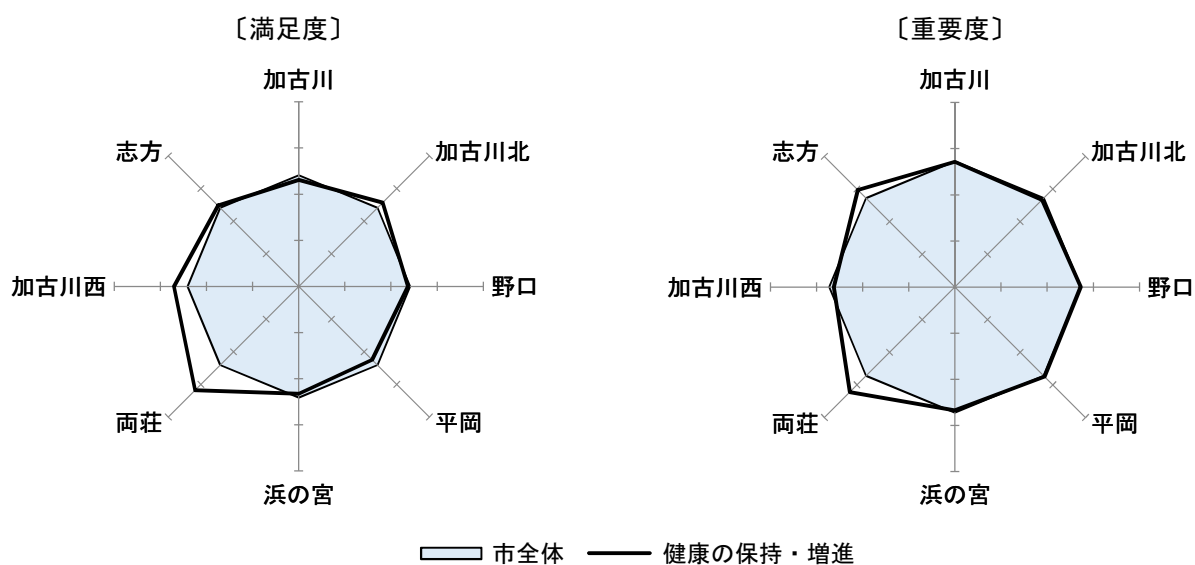 〔満足度〕
加古川
加古川北
野口
平岡
浜の宮
両荘
加古川西
志方
〔重要度〕
加古川
加古川北
野口
平岡
浜の宮
両荘
加古川西
志方
市全体
健康の保持・増進